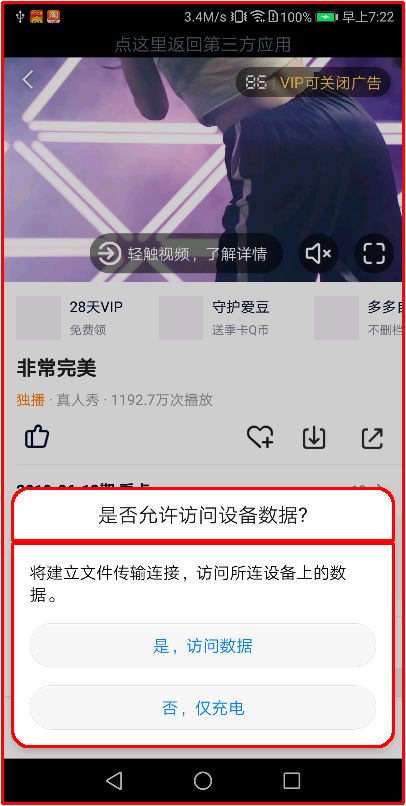 3.4M/s 100% 早上7:22
点这里返回第三方应用
VIP可关闭广告
轻触视频，了解详情
28天VIP 守护爱豆 多多自
免费领 送季卡Q币 不删档
非常完美
独播 · 真人秀 · 1192.7万次播放
是否允许访问设备数据?
将建立文件传输连接，访问所连设备上的数
据。
是，访问数据
否，仅充电